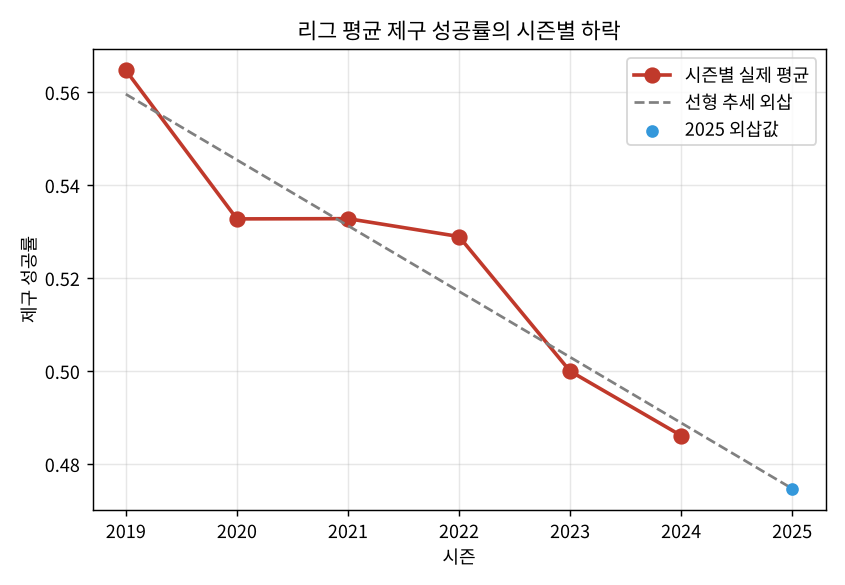 리그 평균 제구 성공률의 시즌별 하락
시즌별 실제 평균
선형 추세 외삽
2025 외삽값
제구 성공률
0.56
0.54
0.52
0.50
0.48
2019 2020 2021 2022 2023 2024 2025
시즌